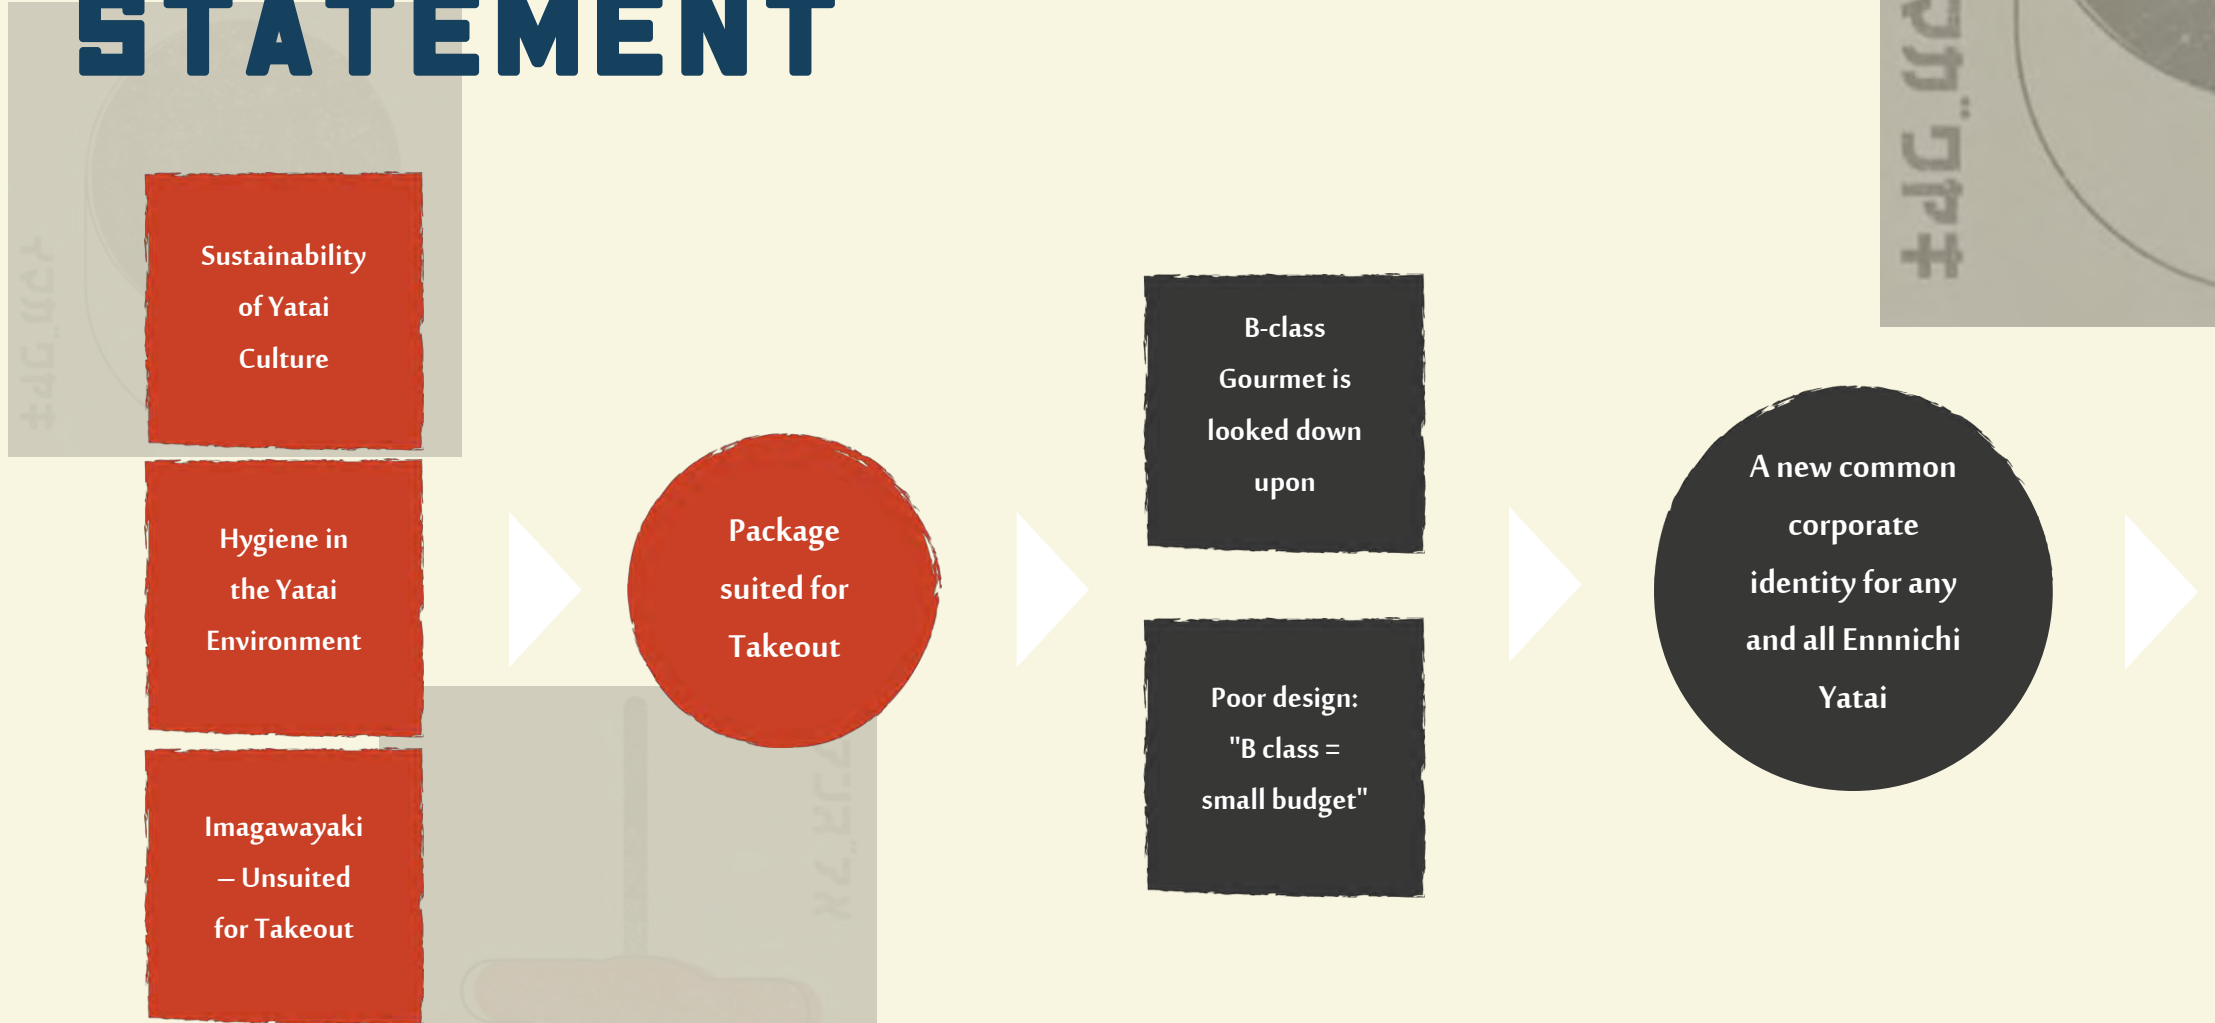 STATEMENT
Sustainability
of Yatai
Culture
Hygiene in
the Yatai
Environment
Imagawayaki
– Unsuited
for Takeout
Package
suited for
Takeout
B-class
Gourmet is
looked down
upon
Poor design:
"B class =
small budget"
A new common
corporate
identity for any
and all Ennnichi
Yatai